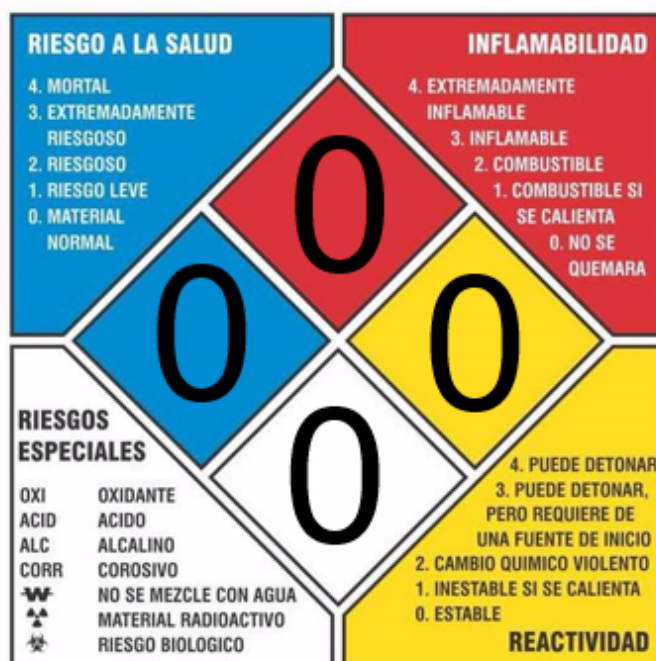 RIESGO A LA SALUD
4. MORTAL
3. EXTREMADAMENTE
RIESGOSO
2. RIESGOSO
1. RIESGO LEVE
0. MATERIAL
NORMAL
INFLAMABILIDAD
4. EXTREMADAMENTE
INFLAMABLE
3. INFLAMABLE
2. COMBUSTIBLE
1. COMBUSTIBLE SI
SE CALIENTA
0. NO SE
QUEMARA
0
0
0
0
RIESGOS
ESPECIALES
OXI OXIDANTE
ACID ACIDO
ALC ALCALINO
CORR COROSIVO
W NO SE MEZCLE CON AGUA
MATERIAL RADIOACTIVO
RIESGO BIOLOGICO
4. PUEDE DETONAR
3. PUEDE DETONAR,
PERO REQUIERE DE
UNA FUENTE DE INICIO
2. CAMBIO QUIMICO VIOLENTO
1. INESTABLE SI SE CALIENTA
0. ESTABLE
REACTIVIDAD